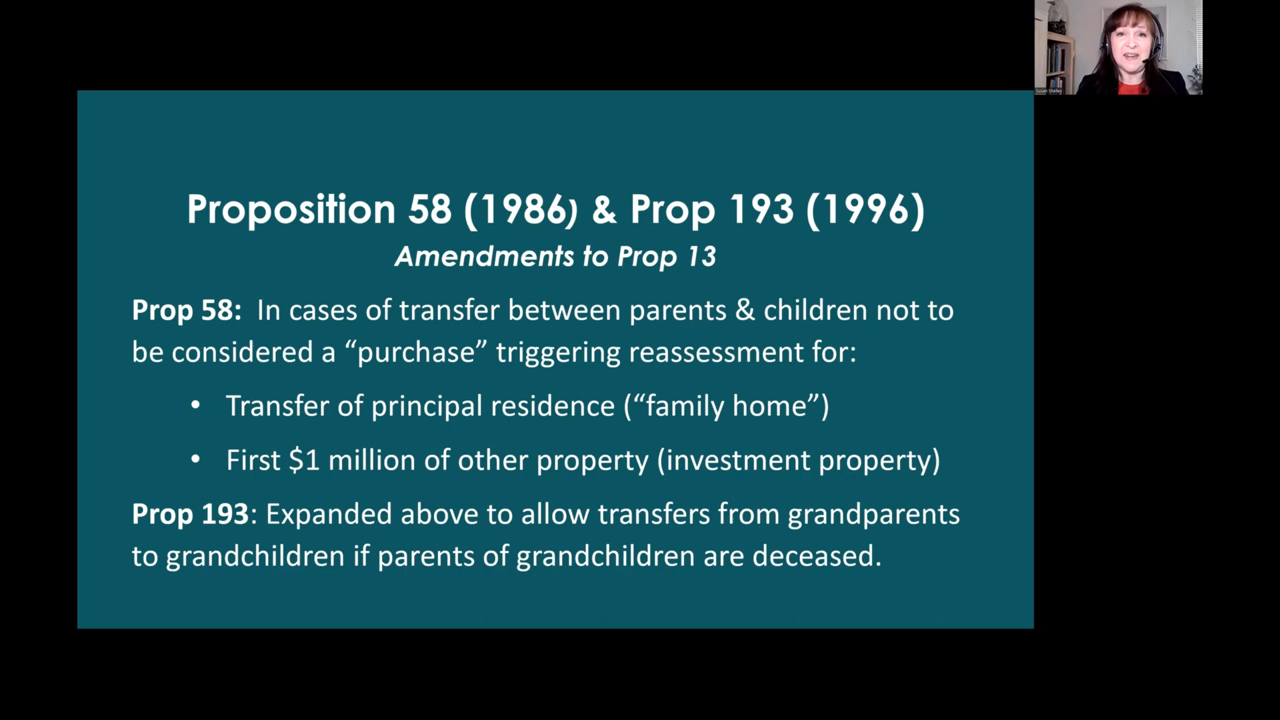 Proposition 58 (1986) & Prop 193 (1996)
Amendments to Prop 13
Prop 58: In cases of transfer between parents & children not to
be considered a “purchase” triggering reassessment for:
• Transfer of principal residence (“family home”)
• First $1 million of other property (investment property)
Prop 193: Expanded above to allow transfers from grandparents
to grandchildren if parents of grandchildren are deceased.